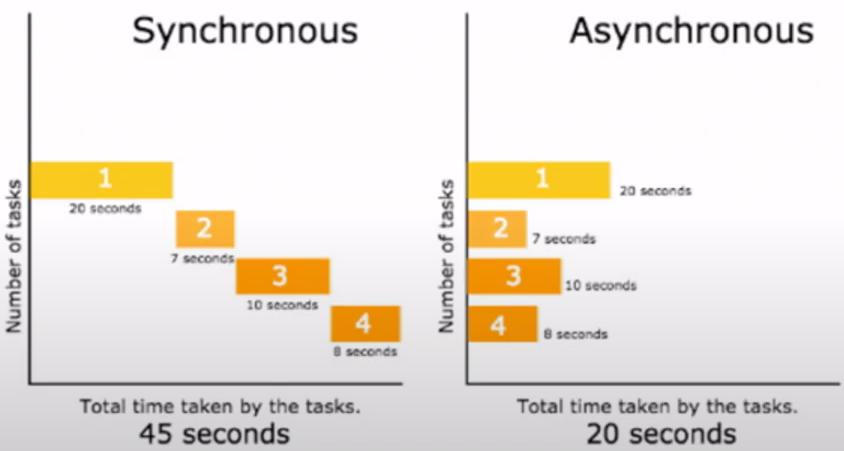 Synchronous
Number of tasks
1
20 seconds
2
7 seconds
3
10 seconds
4
8 seconds
Total time taken by the tasks.
45 seconds
Asynchronous
Number of tasks
1
20 seconds
2
7 seconds
3
10 seconds
4
8 seconds
Total time taken by the tasks.
20 seconds